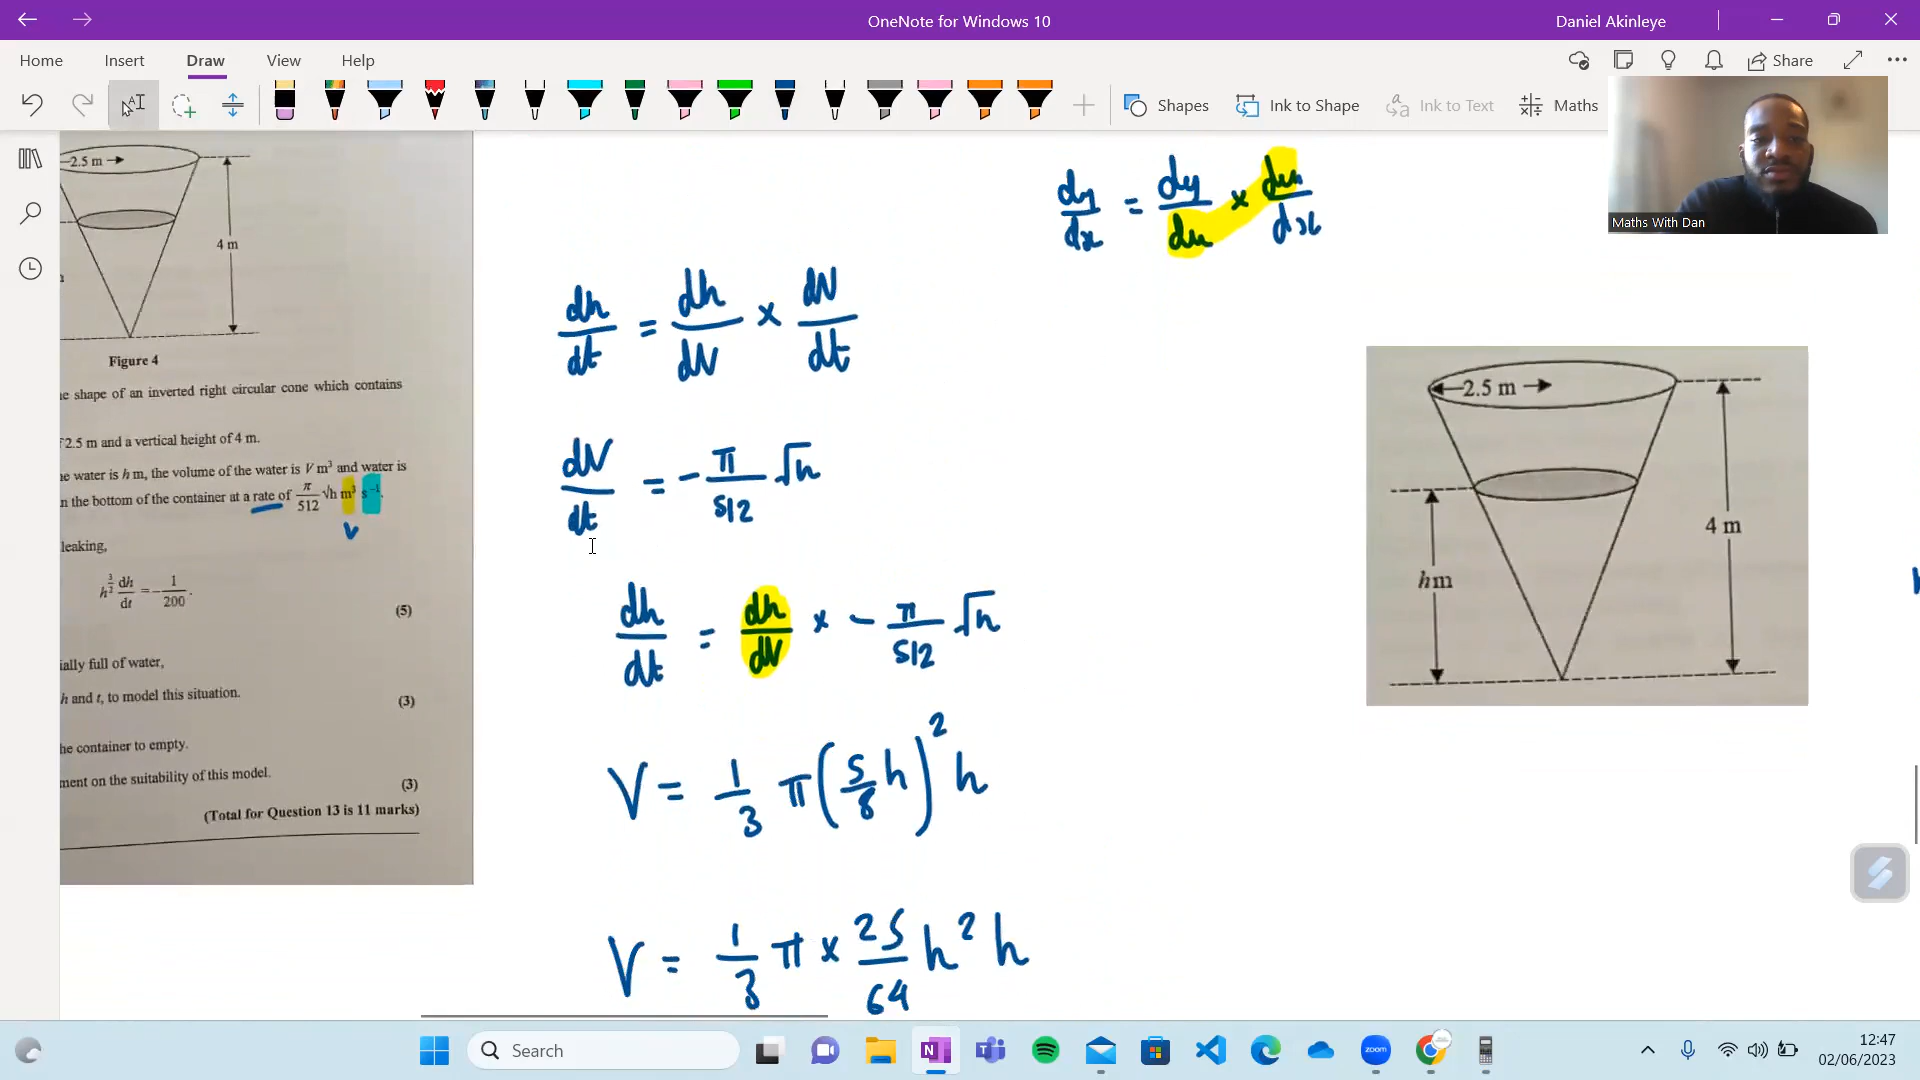 OneNote for Windows 10
Daniel Akinleye
Home Insert Draw View Help
Share
Shapes Ink to Shape Ink to Text Maths
Maths With Dan
2.5 m
4 m
Figure 4
shape of an inverted right circular cone which contains
2.5 m and a vertical height of 4 m.
water is h m, the volume of the water is V m³ and water is
the bottom of the container at a rate of π/512 √h m³ s⁻¹.
V
leaking,
h^(3/2) dh/dt = -1/200.
(5)
full of water,
h and t, to model this situation.
(3)
container to empty.
on the suitability of this model.
(3)
(Total for Question 13 is 11 marks)
dy/dx = dy/du × du/dx
dh/dt = dh/dV × dV/dt
dV/dt = - π/512 √h
dh/dt = dh/dV × - π/512 √h
V = 1/3 π (5/8 h)² h
V = 1/3 π × 25/64 h² h
2.5 m
4 m
h m
Search
zoom
12:47
02/06/2023